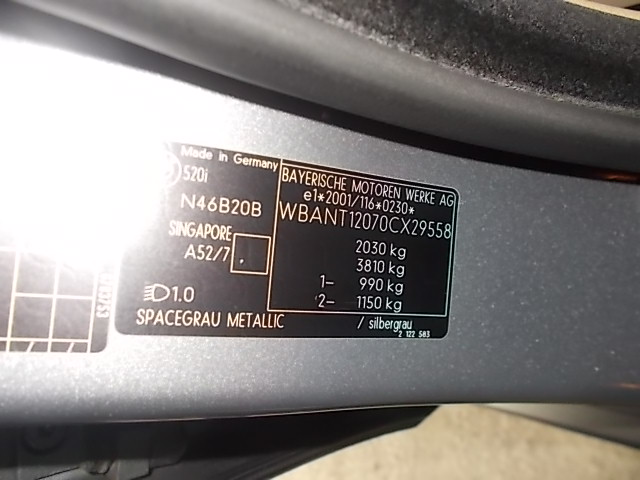 Made in Germany
520i
BAYERISCHE MOTOREN WERKE AG
e1*2001/116*0230*
N46B20B
WBANT12070CX29558
SINGAPORE
A52/7
2030 kg
3810 kg
1- 990 kg
2- 1150 kg
1.0
SPACEGRAU METALLIC / silbergrau
2 122 583